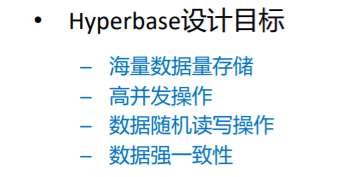 • Hyperbase设计目标
– 海量数据量存储
– 高并发操作
– 数据随机读写操作
– 数据强一致性